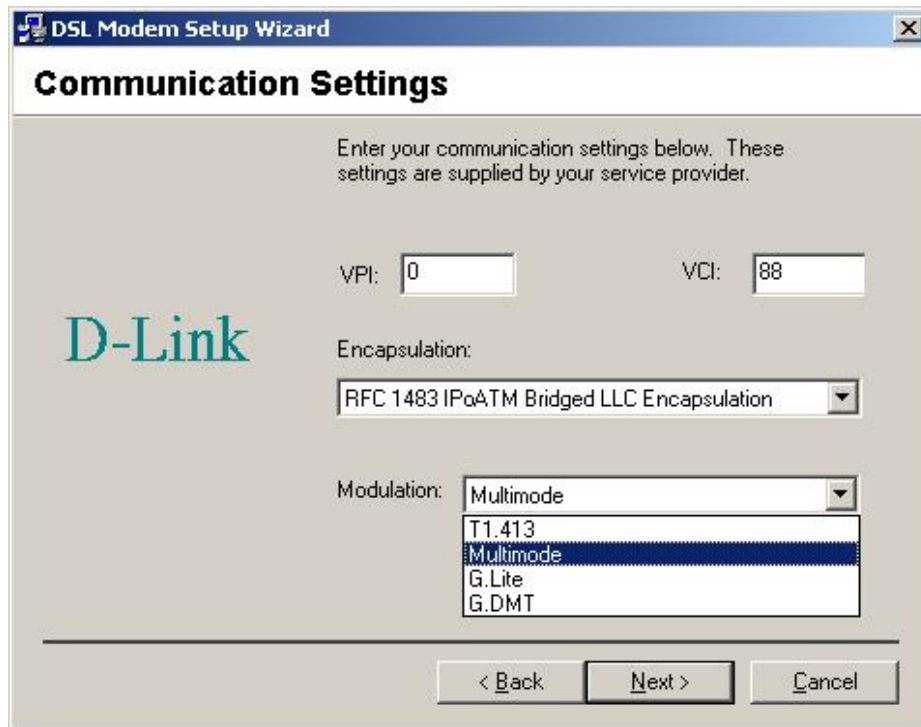 DSL Modem Setup Wizard
Communication Settings
Enter your communication settings below. These
settings are supplied by your service provider.
VPI: 0 VCI: 88
D-Link
Encapsulation:
RFC 1483 IPoATM Bridged LLC Encapsulation
Modulation: Multimode
T1.413
Multimode
G.Lite
G.DMT
< Back Next > Cancel